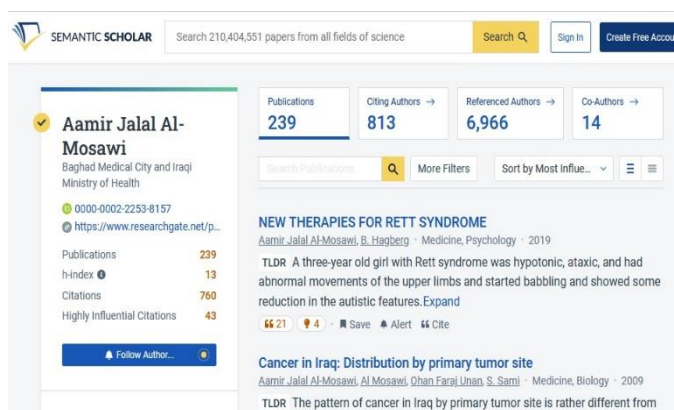 SEMANTIC SCHOLAR
Search 210,404,551 papers from all fields of science
Search
Sign In
Create Free Accou
Aamir Jalal Al-
Mosawi
Baghad Medical City and Iraqi
Ministry of Health
0000-0002-2253-8157
https://www.researchgate.net/p...
Publications 239
h-index 13
Citations 760
Highly Influential Citations 43
Follow Author...
Publications
239
Citing Authors →
813
Referenced Authors →
6,966
Co-Authors →
14
Search Publications
More Filters
Sort by Most Influe...
NEW THERAPIES FOR RETT SYNDROME
Aamir Jalal Al-Mosawi, B. Hagberg · Medicine, Psychology · 2019
TLDR A three-year old girl with Rett syndrome was hypotonic, ataxic, and had
abnormal movements of the upper limbs and started babbling and showed some
reduction in the autistic features. Expand
21 4 · Save Alert Cite
Cancer in Iraq: Distribution by primary tumor site
Aamir Jalal Al-Mosawi, Al Mosawi, Ohan Faraj Unan, S. Sami · Medicine, Biology · 2009
TLDR The pattern of cancer in Iraq by primary tumor site is rather different from